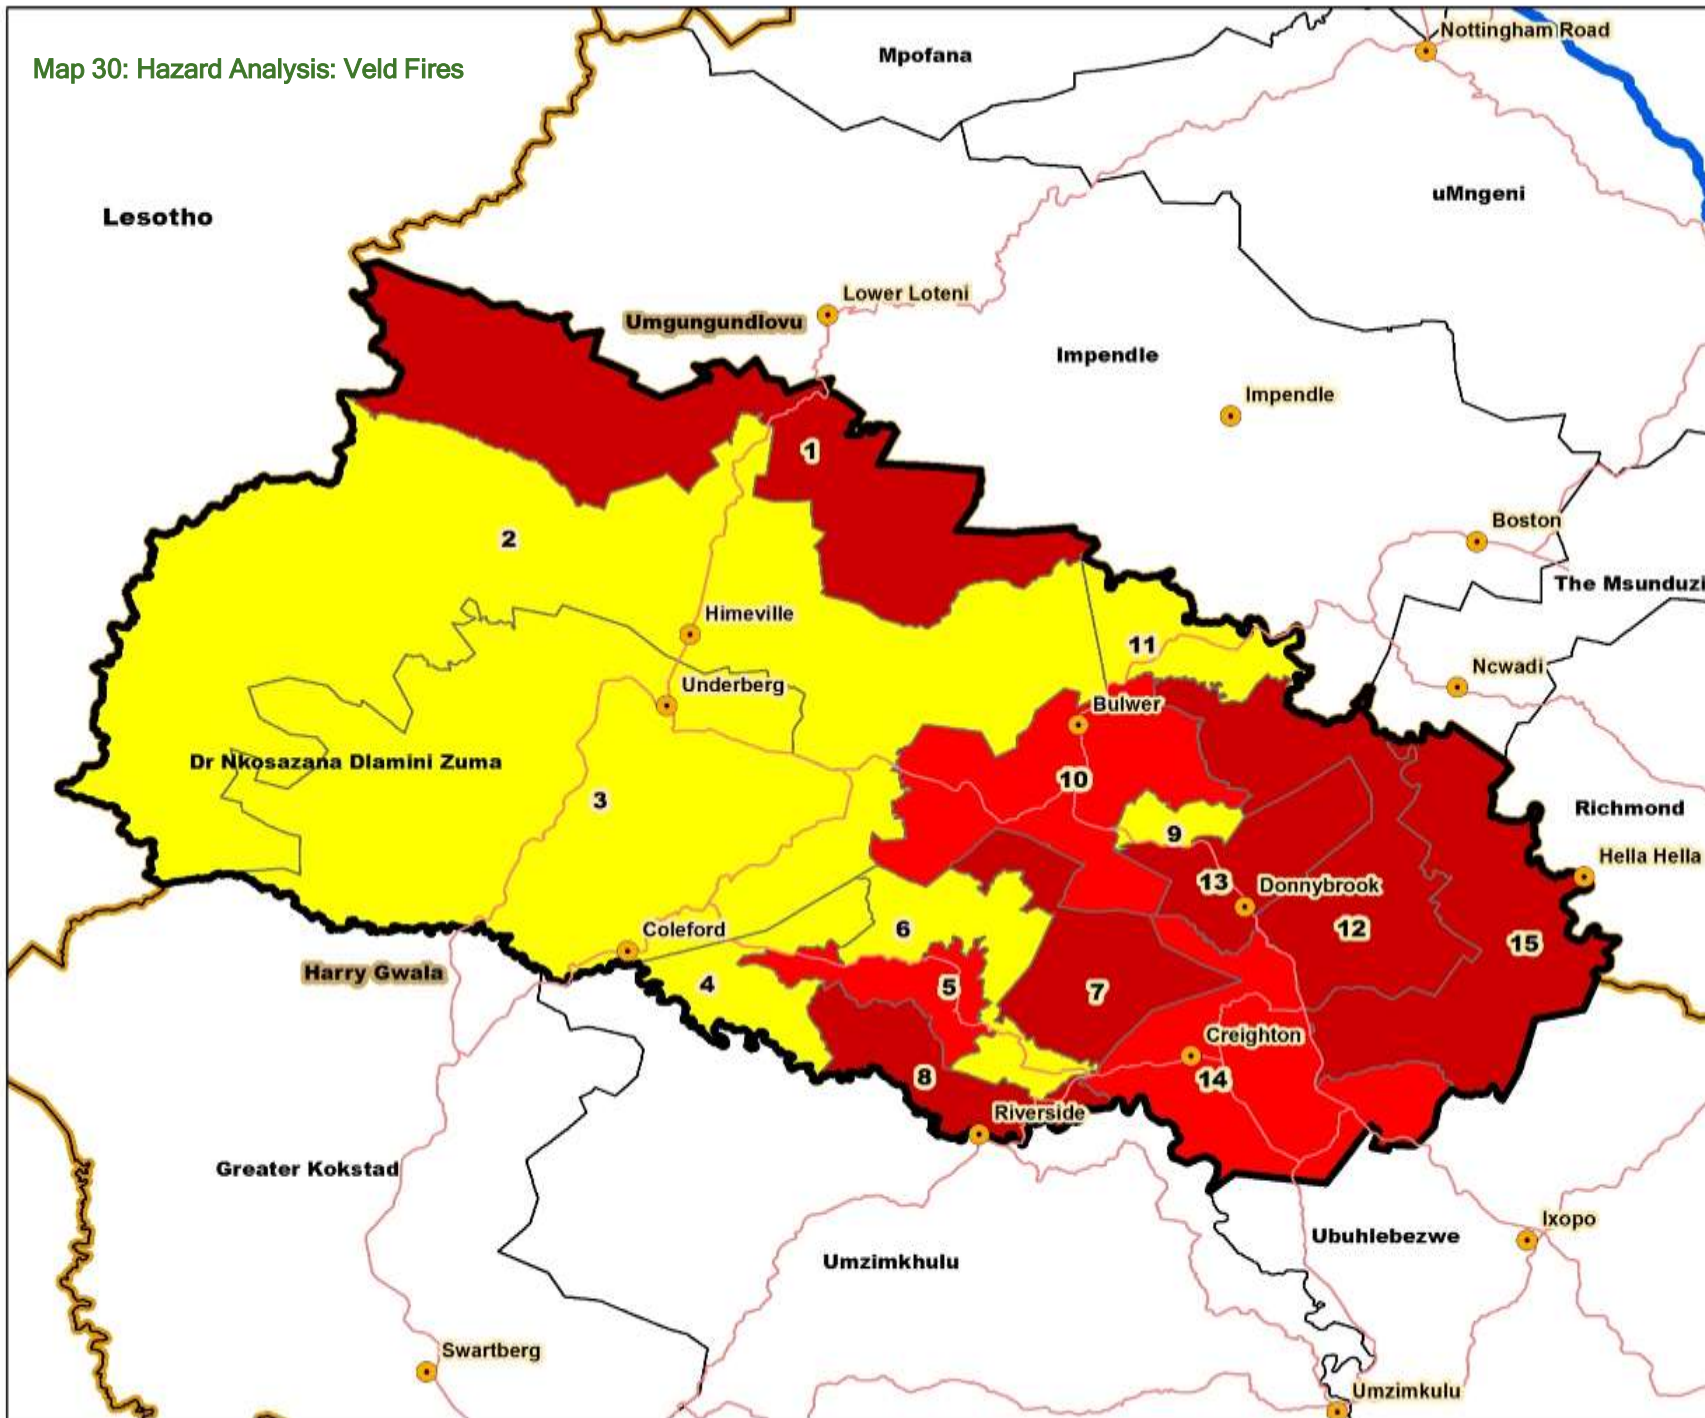 Nottingham Road
Mpofana
Map 30: Hazard Analysis: Veld Fires
uMngeni
Lesotho
Lower Loteni
Umgungundlovu
Impendle
Impendle
1
Boston
2
The Msunduzi
Himeville
11
Ncwadi
Underberg
Bulwer
Dr Nkosazana Dlamini Zuma
10
3
Richmond
9
Hella Hella
13
Donnybrook
Coleford
6
12
15
Harry Gwala
4
5
7
Creighton
8
14
Riverside
Greater Kokstad
Ixopo
Ubuhlebezwe
Umzimkhulu
Swartberg
Umzimkulu